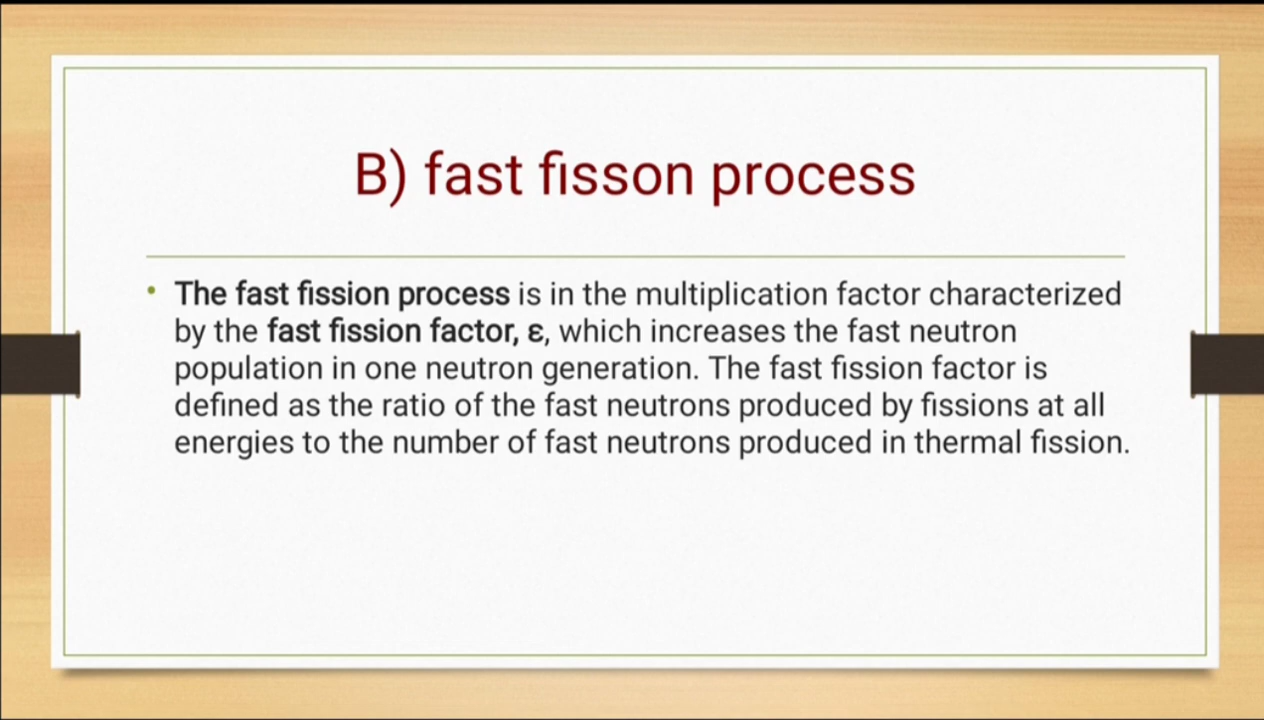 B) fast fisson process
• The fast fission process is in the multiplication factor characterized
by the fast fission factor, ε, which increases the fast neutron
population in one neutron generation. The fast fission factor is
defined as the ratio of the fast neutrons produced by fissions at all
energies to the number of fast neutrons produced in thermal fission.